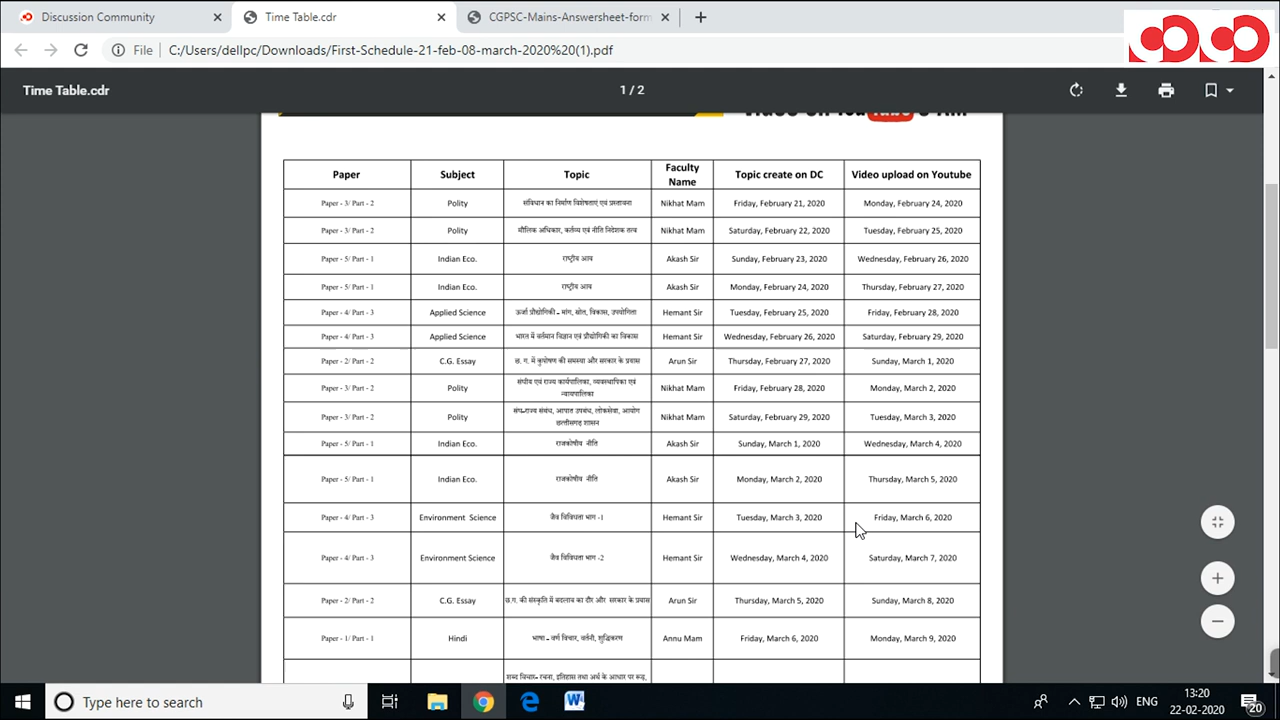 Discussion Community
Time Table.cdr
CGPSC-Mains-Answersheet-form
File C:/Users/dellpc/Downloads/First-Schedule-21-feb-08-march-2020%20(1).pdf
Time Table.cdr 1 / 2
Paper Subject Topic Faculty Name Topic create on DC Video upload on Youtube
Paper - 3/ Part - 2 Polity संविधान का निर्माण विशेषताएं एवं प्रस्तावना Nikhat Mam Friday, February 21, 2020 Monday, February 24, 2020
Paper - 3/ Part - 2 Polity मौलिक अधिकार, कर्तव्य एवं नीति निदेशक तत्व Nikhat Mam Saturday, February 22, 2020 Tuesday, February 25, 2020
Paper - 5/ Part - 1 Indian Eco. राष्ट्रीय आय Akash Sir Sunday, February 23, 2020 Wednesday, February 26, 2020
Paper - 5/ Part - 1 Indian Eco. राष्ट्रीय आय Akash Sir Monday, February 24, 2020 Thursday, February 27, 2020
Paper - 4/ Part - 3 Applied Science ऊर्जा प्रौद्योगिकी – मांग, स्रोत, विकास, उपयोगिता Hemant Sir Tuesday, February 25, 2020 Friday, February 28, 2020
Paper - 4/ Part - 3 Applied Science भारत में वर्तमान विज्ञान एवं प्रौद्योगिकी का विकास Hemant Sir Wednesday, February 26, 2020 Saturday, February 29, 2020
Paper - 2/ Part - 2 C.G. Essay छ. ग. में कुपोषण की समस्या और सरकार के प्रयास Arun Sir Thursday, February 27, 2020 Sunday, March 1, 2020
Paper - 3/ Part - 2 Polity संघीय एवं राज्य कार्यपालिका, व्यवस्थापिका एवं न्यायपालिका Nikhat Mam Friday, February 28, 2020 Monday, March 2, 2020
Paper - 3/ Part - 2 Polity संघ-राज्य संबंध, आपात उपबंध, लोकसेवा, आयोग छत्तीसगढ़ शासन Nikhat Mam Saturday, February 29, 2020 Tuesday, March 3, 2020
Paper - 5/ Part - 1 Indian Eco. राजकोषीय नीति Akash Sir Sunday, March 1, 2020 Wednesday, March 4, 2020
Paper - 5/ Part - 1 Indian Eco. राजकोषीय नीति Akash Sir Monday, March 2, 2020 Thursday, March 5, 2020
Paper - 4/ Part - 3 Environment Science जैव विविधता भाग -1 Hemant Sir Tuesday, March 3, 2020 Friday, March 6, 2020
Paper - 4/ Part - 3 Environment Science जैव विविधता भाग -2 Hemant Sir Wednesday, March 4, 2020 Saturday, March 7, 2020
Paper - 2/ Part - 2 C.G. Essay छ.ग. की संस्कृति में बदलाव का दौर और सरकार के प्रयास Arun Sir Thursday, March 5, 2020 Sunday, March 8, 2020
Paper - 1/ Part - 1 Hindi भाषा – वर्ण विचार, वर्तनी, शुद्धिकरण Annu Mam Friday, March 6, 2020 Monday, March 9, 2020
शब्द विचार- रचना, इतिहास तथा अर्थ के आधार पर रूढ़,
Type here to search
ENG
13:20
22-02-2020
20